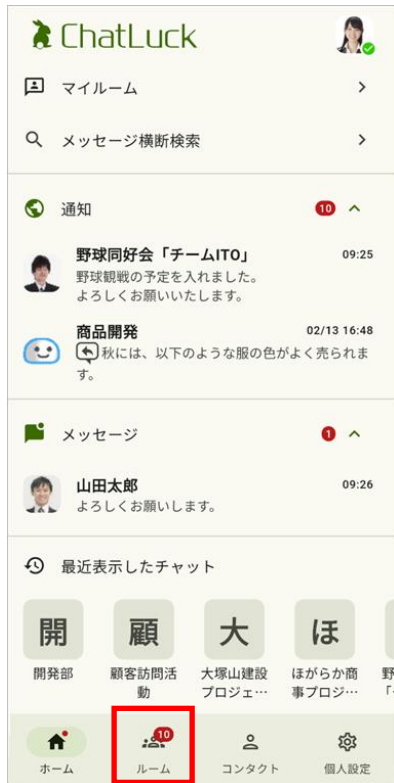 ChatLuck
マイルーム
メッセージ横断検索
通知
10
野球同好会「チームITO」
09:25
野球観戦の予定を入れました。
よろしくお願いいたします。
商品開発
02/13 16:48
秋には、以下のような服の色がよく売られま
す。
メッセージ
1
山田太郎
09:26
よろしくお願いします。
最近表示したチャット
開
顧
大
ほ
開発部
顧客訪問活
動
大塚山建設
プロジェ…
ほがらか商
事プロジ…
野
「
10
ホーム
ルーム
コンタクト
個人設定